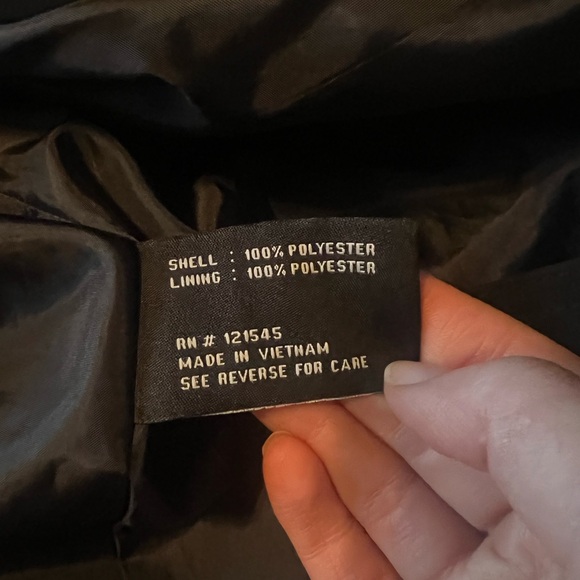 SHELL : 100% POLYESTER
LINING : 100% POLYESTER
RN # 121545
MADE IN VIETNAM
SEE REVERSE FOR CARE